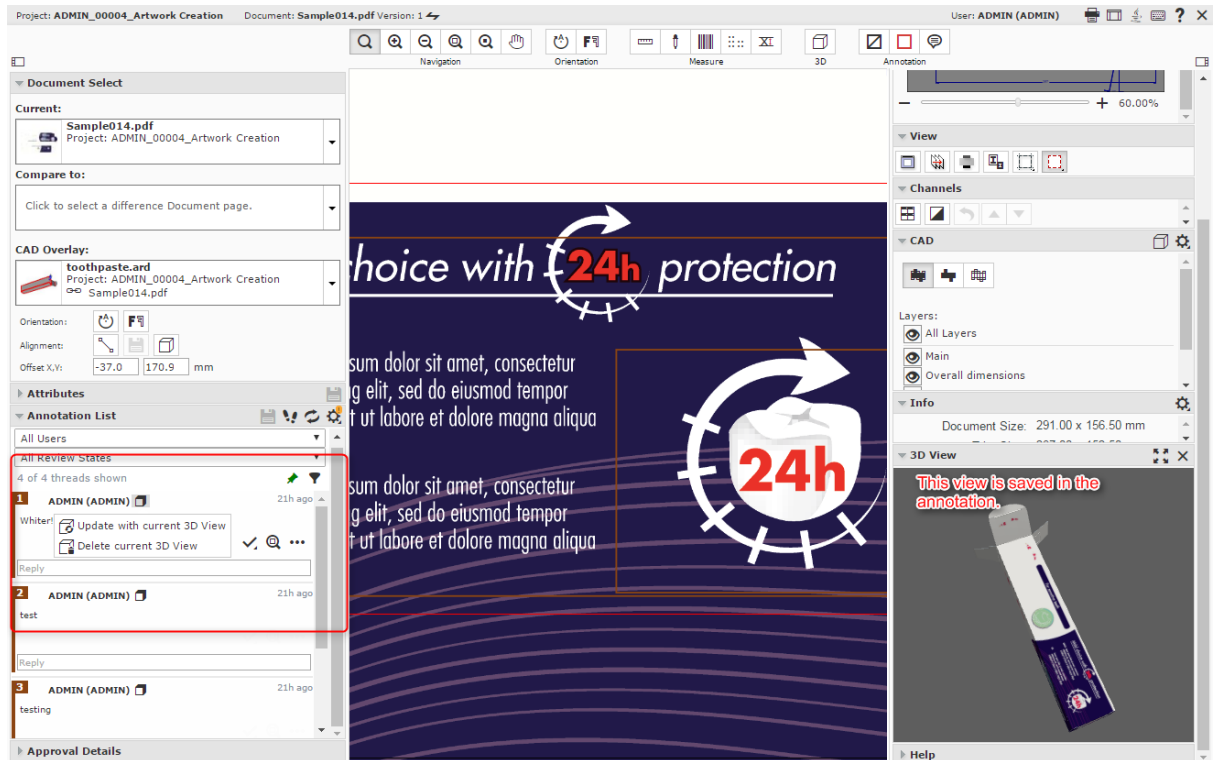 Project: ADMIN_00004_Artwork Creation Document: Sample014.pdf Version: 1
User: ADMIN (ADMIN)
Navigation
Orientation
Measure
3D
Annotation
Document Select
Current:
Sample014.pdf
Project: ADMIN_00004_Artwork Creation
Compare to:
Click to select a difference Document page.
CAD Overlay:
toothpaste.ard
Project: ADMIN_00004_Artwork Creation
Sample014.pdf
Orientation:
Alignment:
Offset X,Y: -37.0 170.9 mm
Attributes
Annotation List
All Users
All Review States
4 of 4 threads shown
1 ADMIN (ADMIN) 21h ago
Whiter!
Update with current 3D View
Delete current 3D View
Reply
2 ADMIN (ADMIN) 21h ago
test
Reply
3 ADMIN (ADMIN) 21h ago
testing
Approval Details
hoice with 24h protection
sum dolor sit amet, consectetur
g elit, sed do eiusmod tempor
t ut labore et dolore magna aliqua
24h
sum dolor sit amet, consectetur
g elit, sed do eiusmod tempor
t ut labore et dolore magna aliqua
60.00%
View
Channels
CAD
Layers:
All Layers
Main
Overall dimensions
Info
Document Size: 291.00 x 156.50 mm
3D View
This view is saved in the
annotation.
Help